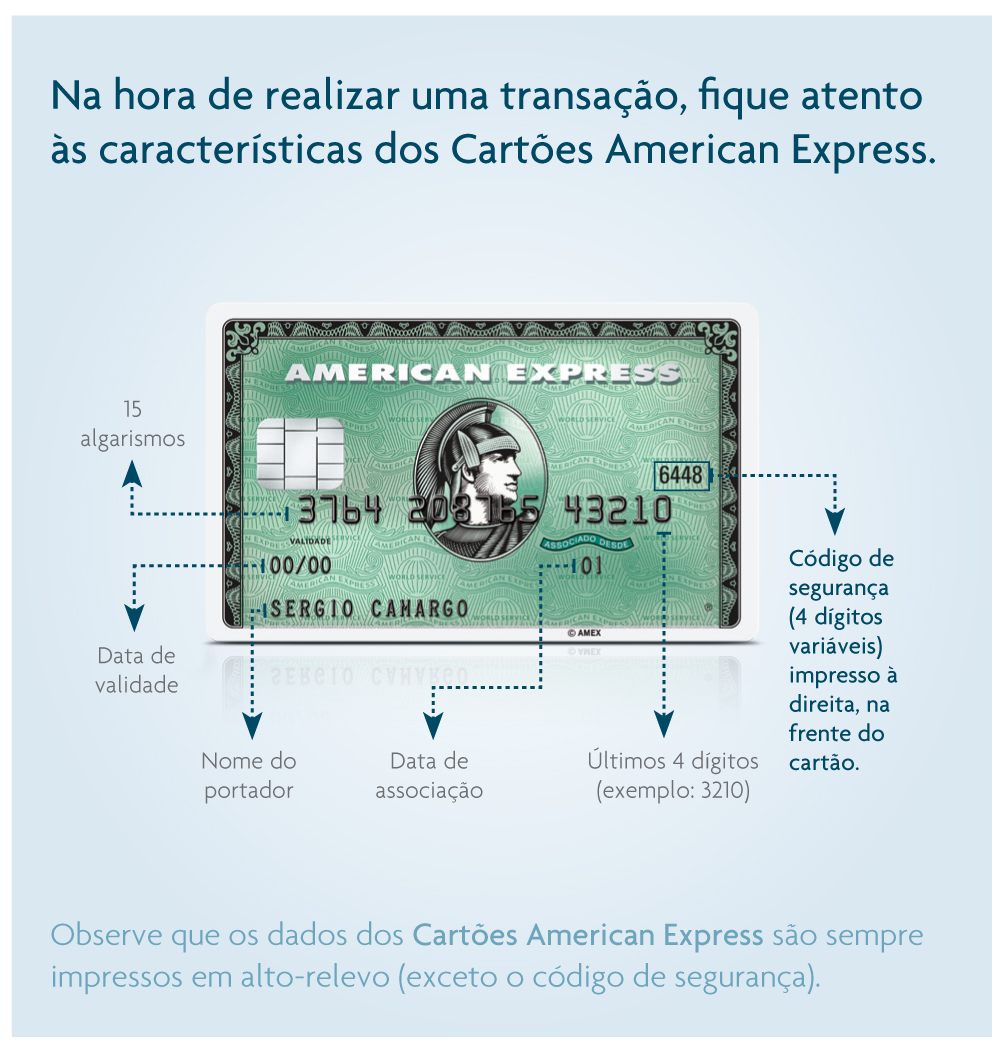 Na hora de realizar uma transação, fique atento
às características dos Cartões American Express.
AMERICAN EXPRESS
15
algarismos
6448
3764 208765 43210
VALIDADE
ASSOCIADO DESDE
00/00
01
SERGIO CAMARGO
®
© AMEX
Código de
segurança
(4 dígitos
variáveis)
impresso à
direita, na
frente do
cartão.
Data de
validade
Nome do
portador
Data de
associação
Últimos 4 dígitos
(exemplo: 3210)
Observe que os dados dos Cartões American Express são sempre
impressos em alto-relevo (exceto o código de segurança).